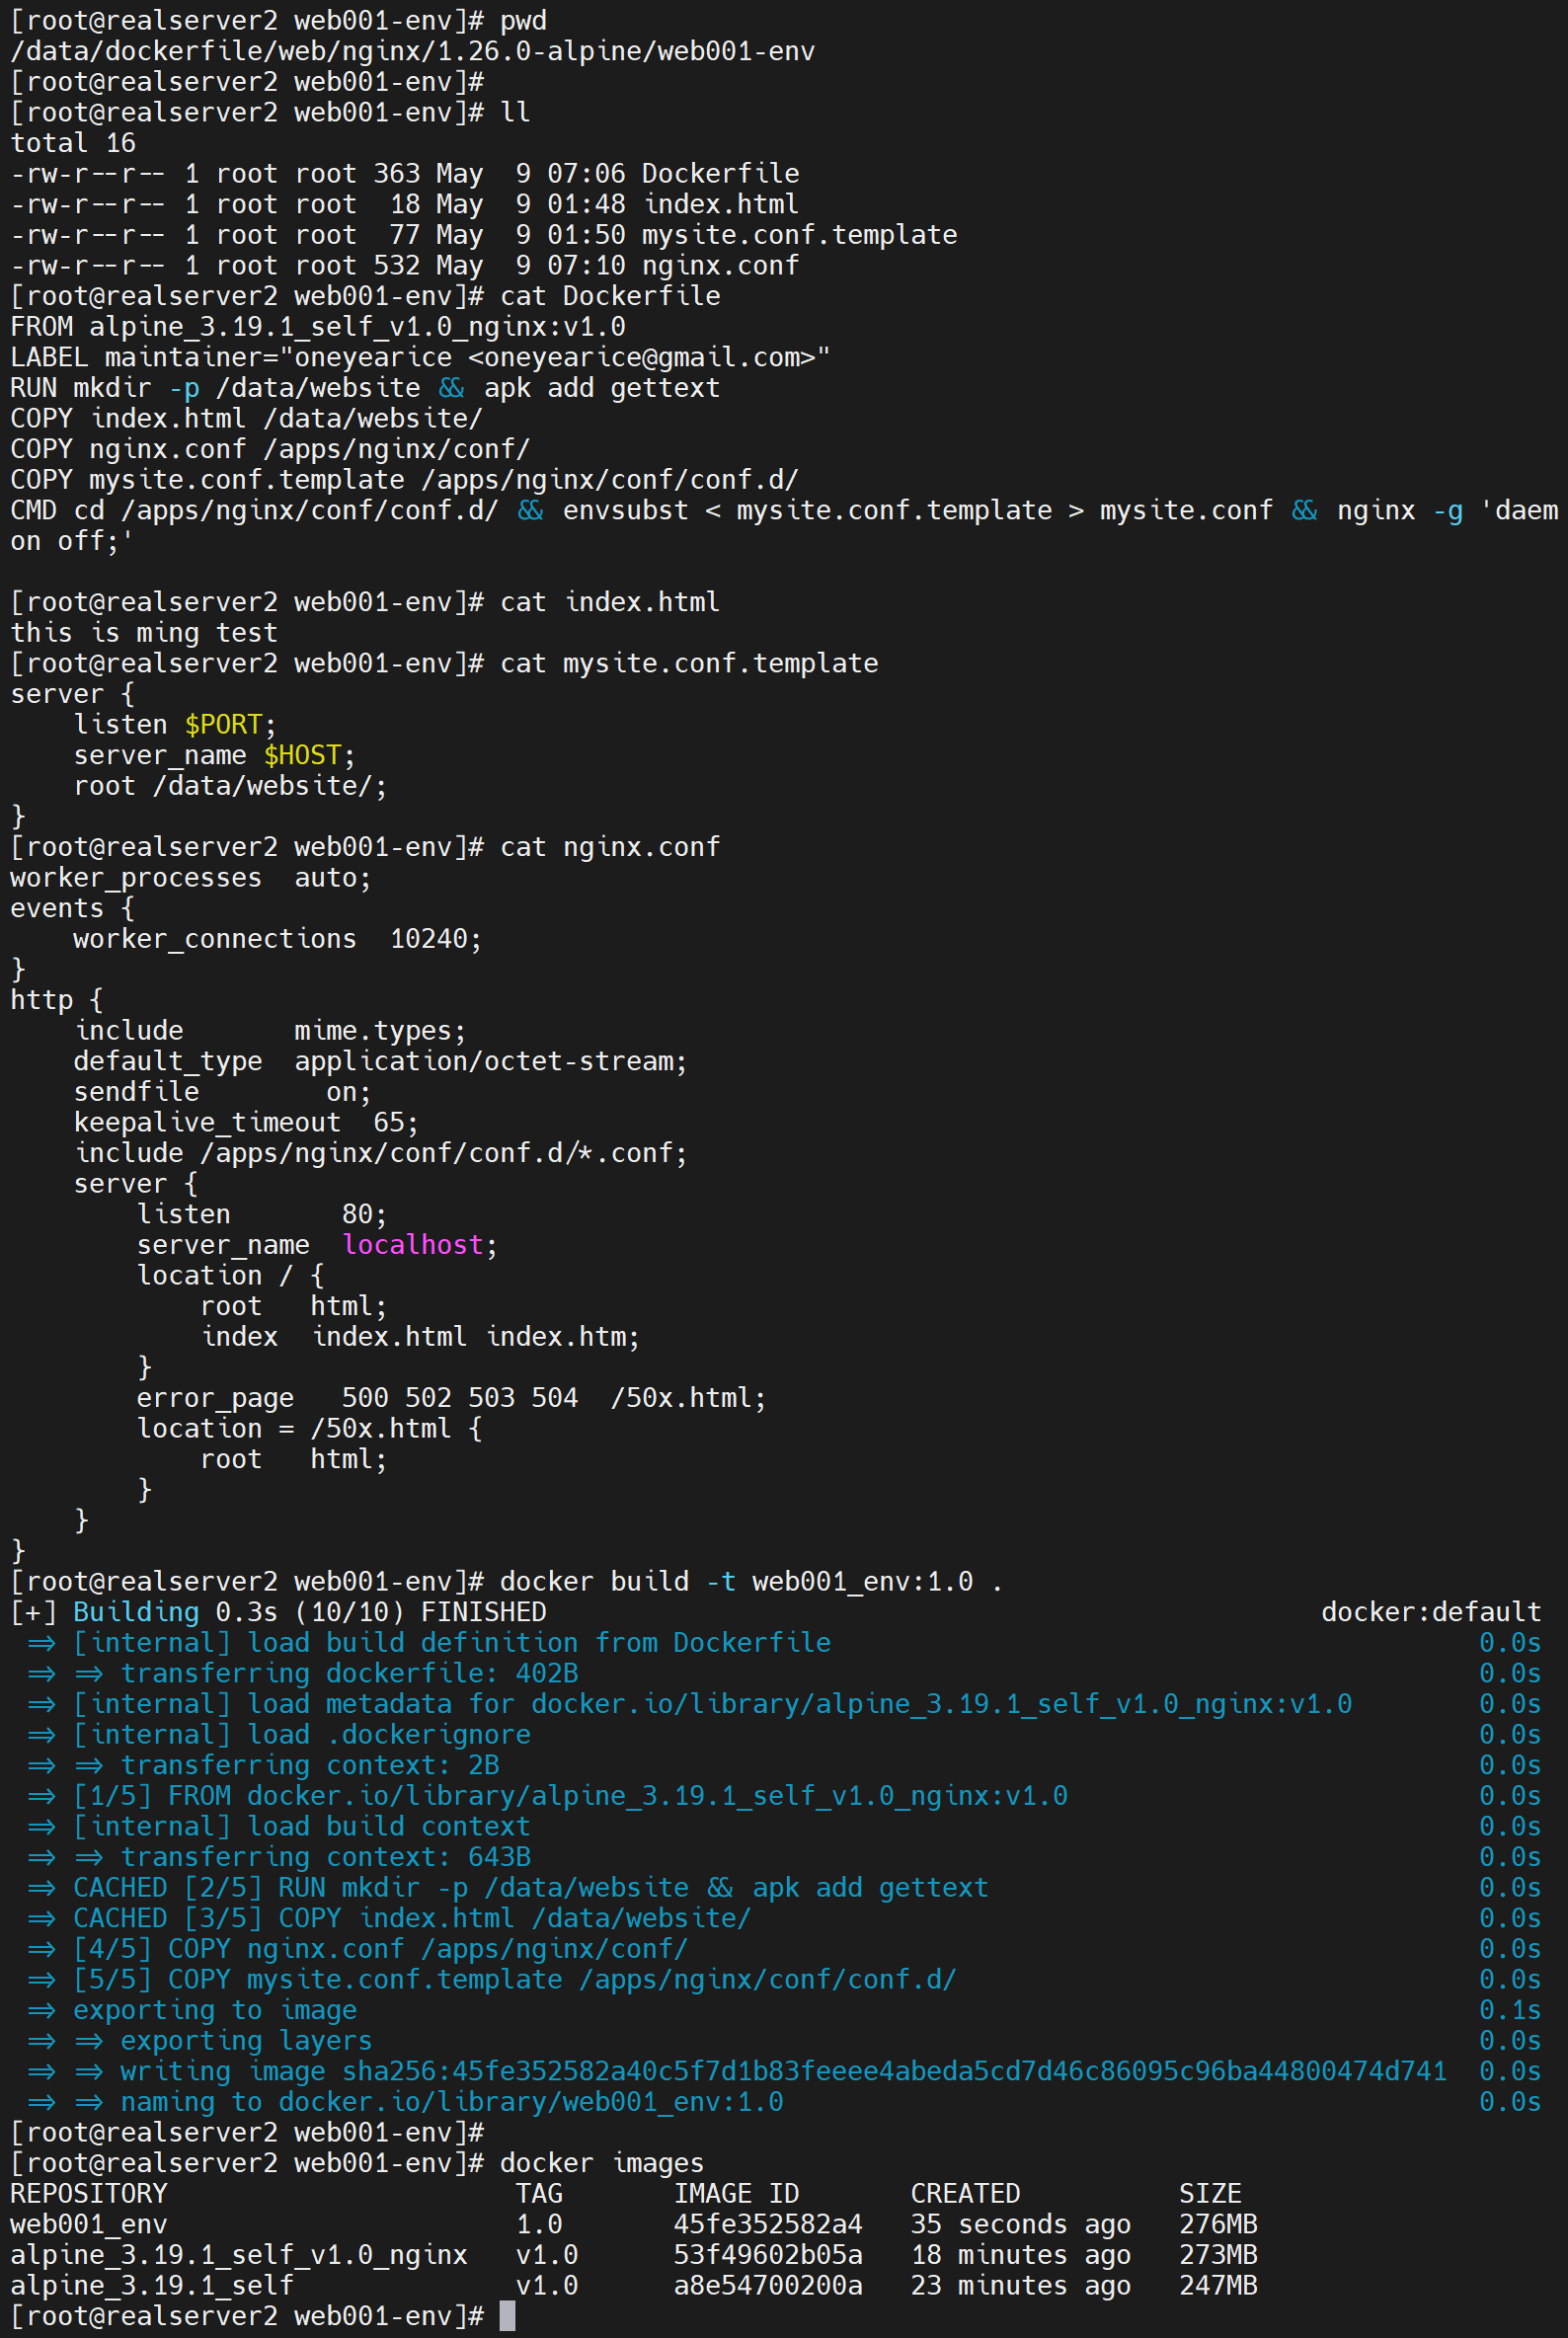 [root@realserver2 web001-env]# pwd
/data/dockerfile/web/nginx/1.26.0-alpine/web001-env
[root@realserver2 web001-env]#
[root@realserver2 web001-env]# ll
total 16
-rw-r--r-- 1 root root 363 May  9 07:06 Dockerfile
-rw-r--r-- 1 root root  18 May  9 01:48 index.html
-rw-r--r-- 1 root root  77 May  9 01:50 mysite.conf.template
-rw-r--r-- 1 root root 532 May  9 07:10 nginx.conf
[root@realserver2 web001-env]# cat Dockerfile
FROM alpine_3.19.1_self_v1.0_nginx:v1.0
LABEL maintainer="oneyearice <oneyearice@gmail.com>"
RUN mkdir -p /data/website && apk add gettext
COPY index.html /data/website/
COPY nginx.conf /apps/nginx/conf/
COPY mysite.conf.template /apps/nginx/conf/conf.d/
CMD cd /apps/nginx/conf/conf.d/ && envsubst < mysite.conf.template > mysite.conf && nginx -g 'daem
on off;'

[root@realserver2 web001-env]# cat index.html
this is ming test
[root@realserver2 web001-env]# cat mysite.conf.template
server {
    listen $PORT;
    server_name $HOST;
    root /data/website/;
}
[root@realserver2 web001-env]# cat nginx.conf
worker_processes  auto;
events {
    worker_connections  10240;
}
http {
    include       mime.types;
    default_type  application/octet-stream;
    sendfile        on;
    keepalive_timeout  65;
    include /apps/nginx/conf/conf.d/*.conf;
    server {
        listen       80;
        server_name  localhost;
        location / {
            root   html;
            index  index.html index.htm;
        }
        error_page   500 502 503 504  /50x.html;
        location = /50x.html {
            root   html;
        }
    }
}
[root@realserver2 web001-env]# docker build -t web001_env:1.0 .
[+] Building 0.3s (10/10) FINISHED                                                 docker:default
 => [internal] load build definition from Dockerfile                                         0.0s
 => => transferring dockerfile: 402B                                                         0.0s
 => [internal] load metadata for docker.io/library/alpine_3.19.1_self_v1.0_nginx:v1.0        0.0s
 => [internal] load .dockerignore                                                            0.0s
 => => transferring context: 2B                                                              0.0s
 => [1/5] FROM docker.io/library/alpine_3.19.1_self_v1.0_nginx:v1.0                          0.0s
 => [internal] load build context                                                            0.0s
 => => transferring context: 643B                                                            0.0s
 => CACHED [2/5] RUN mkdir -p /data/website && apk add gettext                               0.0s
 => CACHED [3/5] COPY index.html /data/website/                                              0.0s
 => [4/5] COPY nginx.conf /apps/nginx/conf/                                                  0.0s
 => [5/5] COPY mysite.conf.template /apps/nginx/conf/conf.d/                                 0.0s
 => exporting to image                                                                       0.1s
 => => exporting layers                                                                      0.0s
 => => writing image sha256:45fe352582a40c5f7d1b83feeee4abeda5cd7d46c86095c96ba44800474d741  0.0s
 => => naming to docker.io/library/web001_env:1.0                                            0.0s
[root@realserver2 web001-env]#
[root@realserver2 web001-env]# docker images
REPOSITORY                      TAG       IMAGE ID       CREATED          SIZE
web001_env                      1.0       45fe352582a4   35 seconds ago   276MB
alpine_3.19.1_self_v1.0_nginx   v1.0      53f49602b05a   18 minutes ago   273MB
alpine_3.19.1_self              v1.0      a8e54700200a   23 minutes ago   247MB
[root@realserver2 web001-env]#